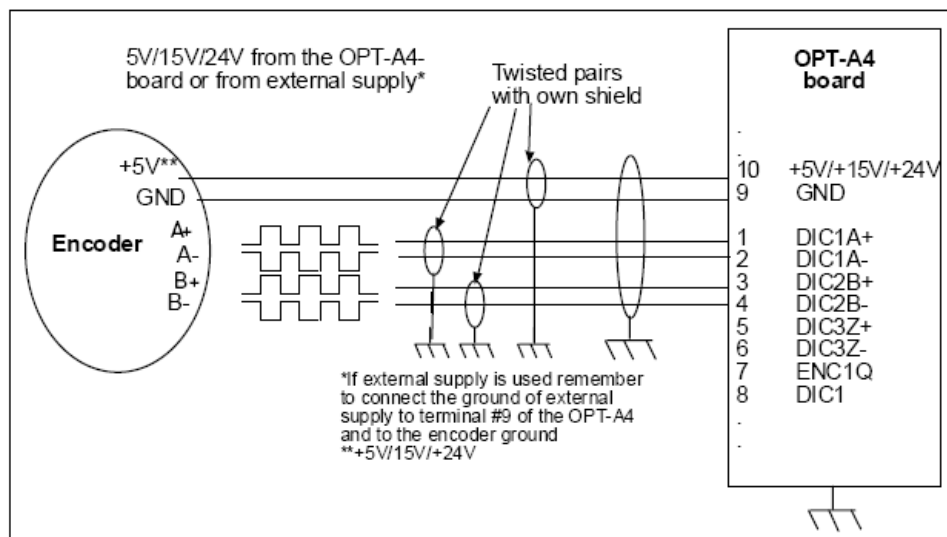 5V/15V/24V from the OPT-A4-
board or from external supply*
Twisted pairs
with own shield
OPT-A4
board
Encoder
+5V**
GND
A+
A-
B+
B-
10 +5V/+15V/+24V
9 GND
1 DIC1A+
2 DIC1A-
3 DIC2B+
4 DIC2B-
5 DIC3Z+
6 DIC3Z-
7 ENC1Q
8 DIC1
*If external supply is used remember
to connect the ground of external
supply to terminal #9 of the OPT-A4
and to the encoder ground
**+5V/15V/+24V